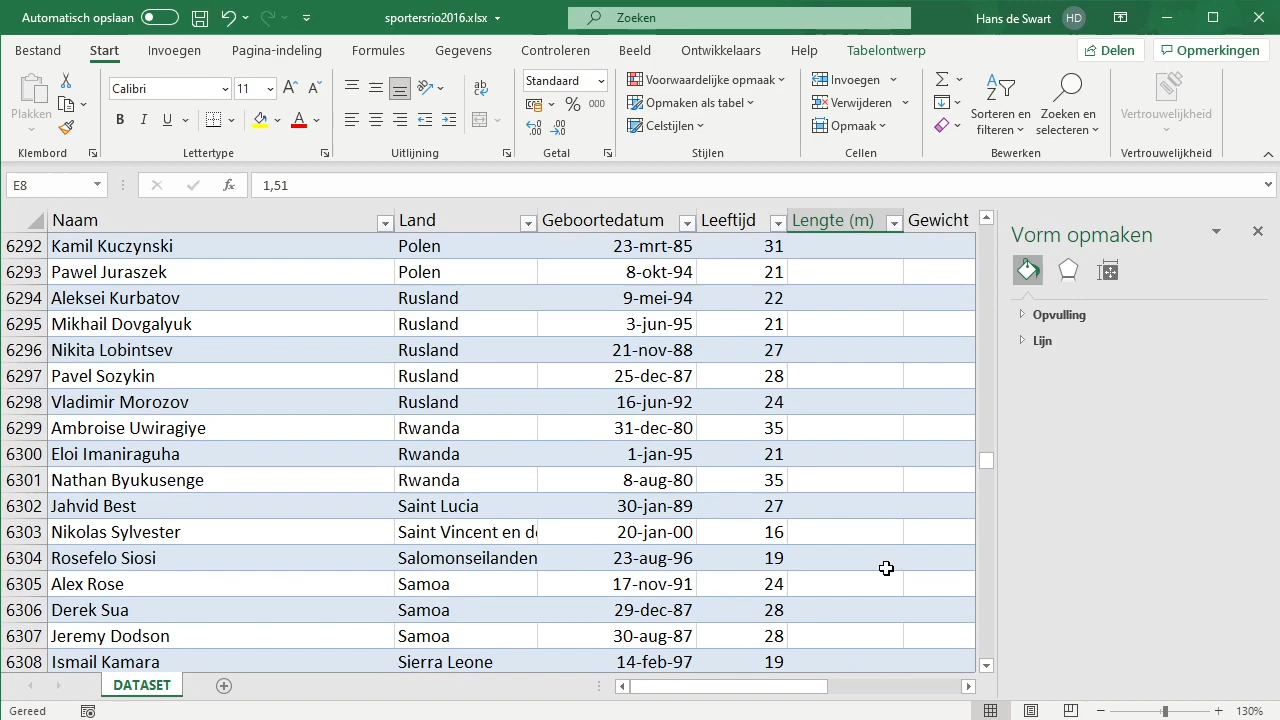 Automatisch opslaan
sportersrio2016.xlsx
Zoeken
Hans de Swart
HD
Bestand Start Invoegen Pagina-indeling Formules Gegevens Controleren Beeld Ontwikkelaars Help Tabelontwerp Delen Opmerkingen
Plakken
Klembord
Calibri 11
B I U A
Lettertype
Uitlijning
Standaard
% 000
Getal
Voorwaardelijke opmaak
Opmaken als tabel
Celstijlen
Stijlen
Invoegen
Verwijderen
Opmaak
Cellen
Sorteren en filteren
Zoeken en selecteren
Bewerken
Vertrouwelijkheid
Vertrouwelijkheid
E8 fx 1,51
Naam Land Geboortedatum Leeftijd Lengte (m) Gewicht
6292 Kamil Kuczynski Polen 23-mrt-85 31
6293 Pawel Juraszek Polen 8-okt-94 21
6294 Aleksei Kurbatov Rusland 9-mei-94 22
6295 Mikhail Dovgalyuk Rusland 3-jun-95 21
6296 Nikita Lobintsev Rusland 21-nov-88 27
6297 Pavel Sozykin Rusland 25-dec-87 28
6298 Vladimir Morozov Rusland 16-jun-92 24
6299 Ambroise Uwiragiye Rwanda 31-dec-80 35
6300 Eloi Imaniraguha Rwanda 1-jan-95 21
6301 Nathan Byukusenge Rwanda 8-aug-80 35
6302 Jahvid Best Saint Lucia 30-jan-89 27
6303 Nikolas Sylvester Saint Vincent en de 20-jan-00 16
6304 Rosefelo Siosi Salomonseilanden 23-aug-96 19
6305 Alex Rose Samoa 17-nov-91 24
6306 Derek Sua Samoa 29-dec-87 28
6307 Jeremy Dodson Samoa 30-aug-87 28
6308 Ismail Kamara Sierra Leone 14-feb-97 19
Vorm opmaken
Opvulling
Lijn
DATASET
Gereed
130%